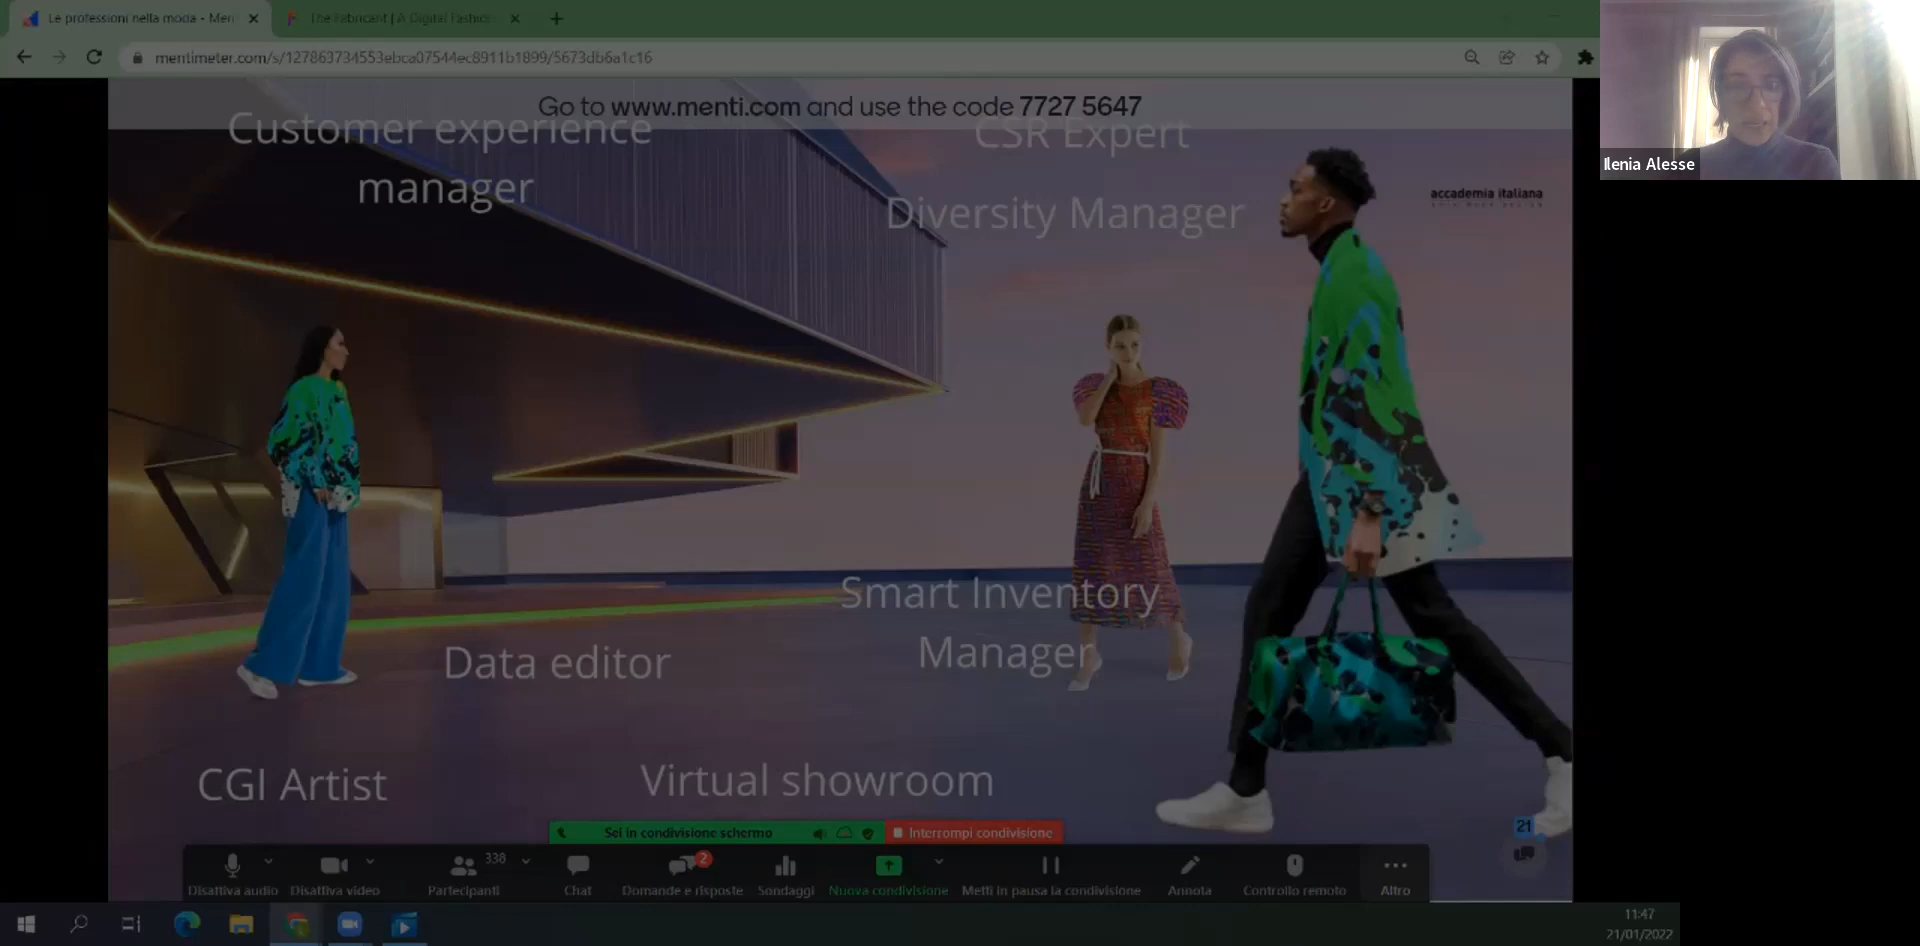 Le professioni nella moda - Men
The Fabricant | A Digital Fashion
mentimeter.com/s/127863734553ebca07544ec8911b1899/5673db6a1c16
Go to www.menti.com and use the code 7727 5647
Customer experience
manager
CSR Expert
Diversity Manager
accademia italiana
Ilenia Alesse
Smart Inventory
Manager
Data editor
CGI Artist
Virtual showroom
21
Sei in condivisione schermo
Interrompi condivisione
338
2
Disattiva audio
Disattiva video
Partecipanti
Chat
Domande e risposte
Sondaggi
Nuova condivisione
Metti in pausa la condivisione
Annota
Controllo remoto
Altro
11:47
21/01/2022